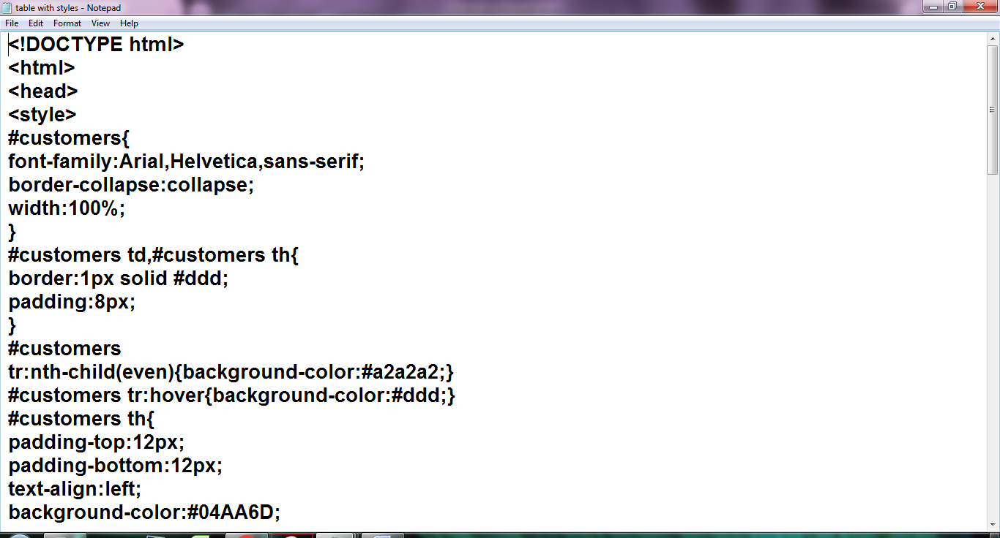 table with styles - Notepad
File Edit Format View Help
<!DOCTYPE html>
<html>
<head>
<style>
#customers{
font-family:Arial,Helvetica,sans-serif;
border-collapse:collapse;
width:100%;
}
#customers td,#customers th{
border:1px solid #ddd;
padding:8px;
}
#customers
tr:nth-child(even){background-color:#a2a2a2;}
#customers tr:hover{background-color:#ddd;}
#customers th{
padding-top:12px;
padding-bottom:12px;
text-align:left;
background-color:#04AA6D;